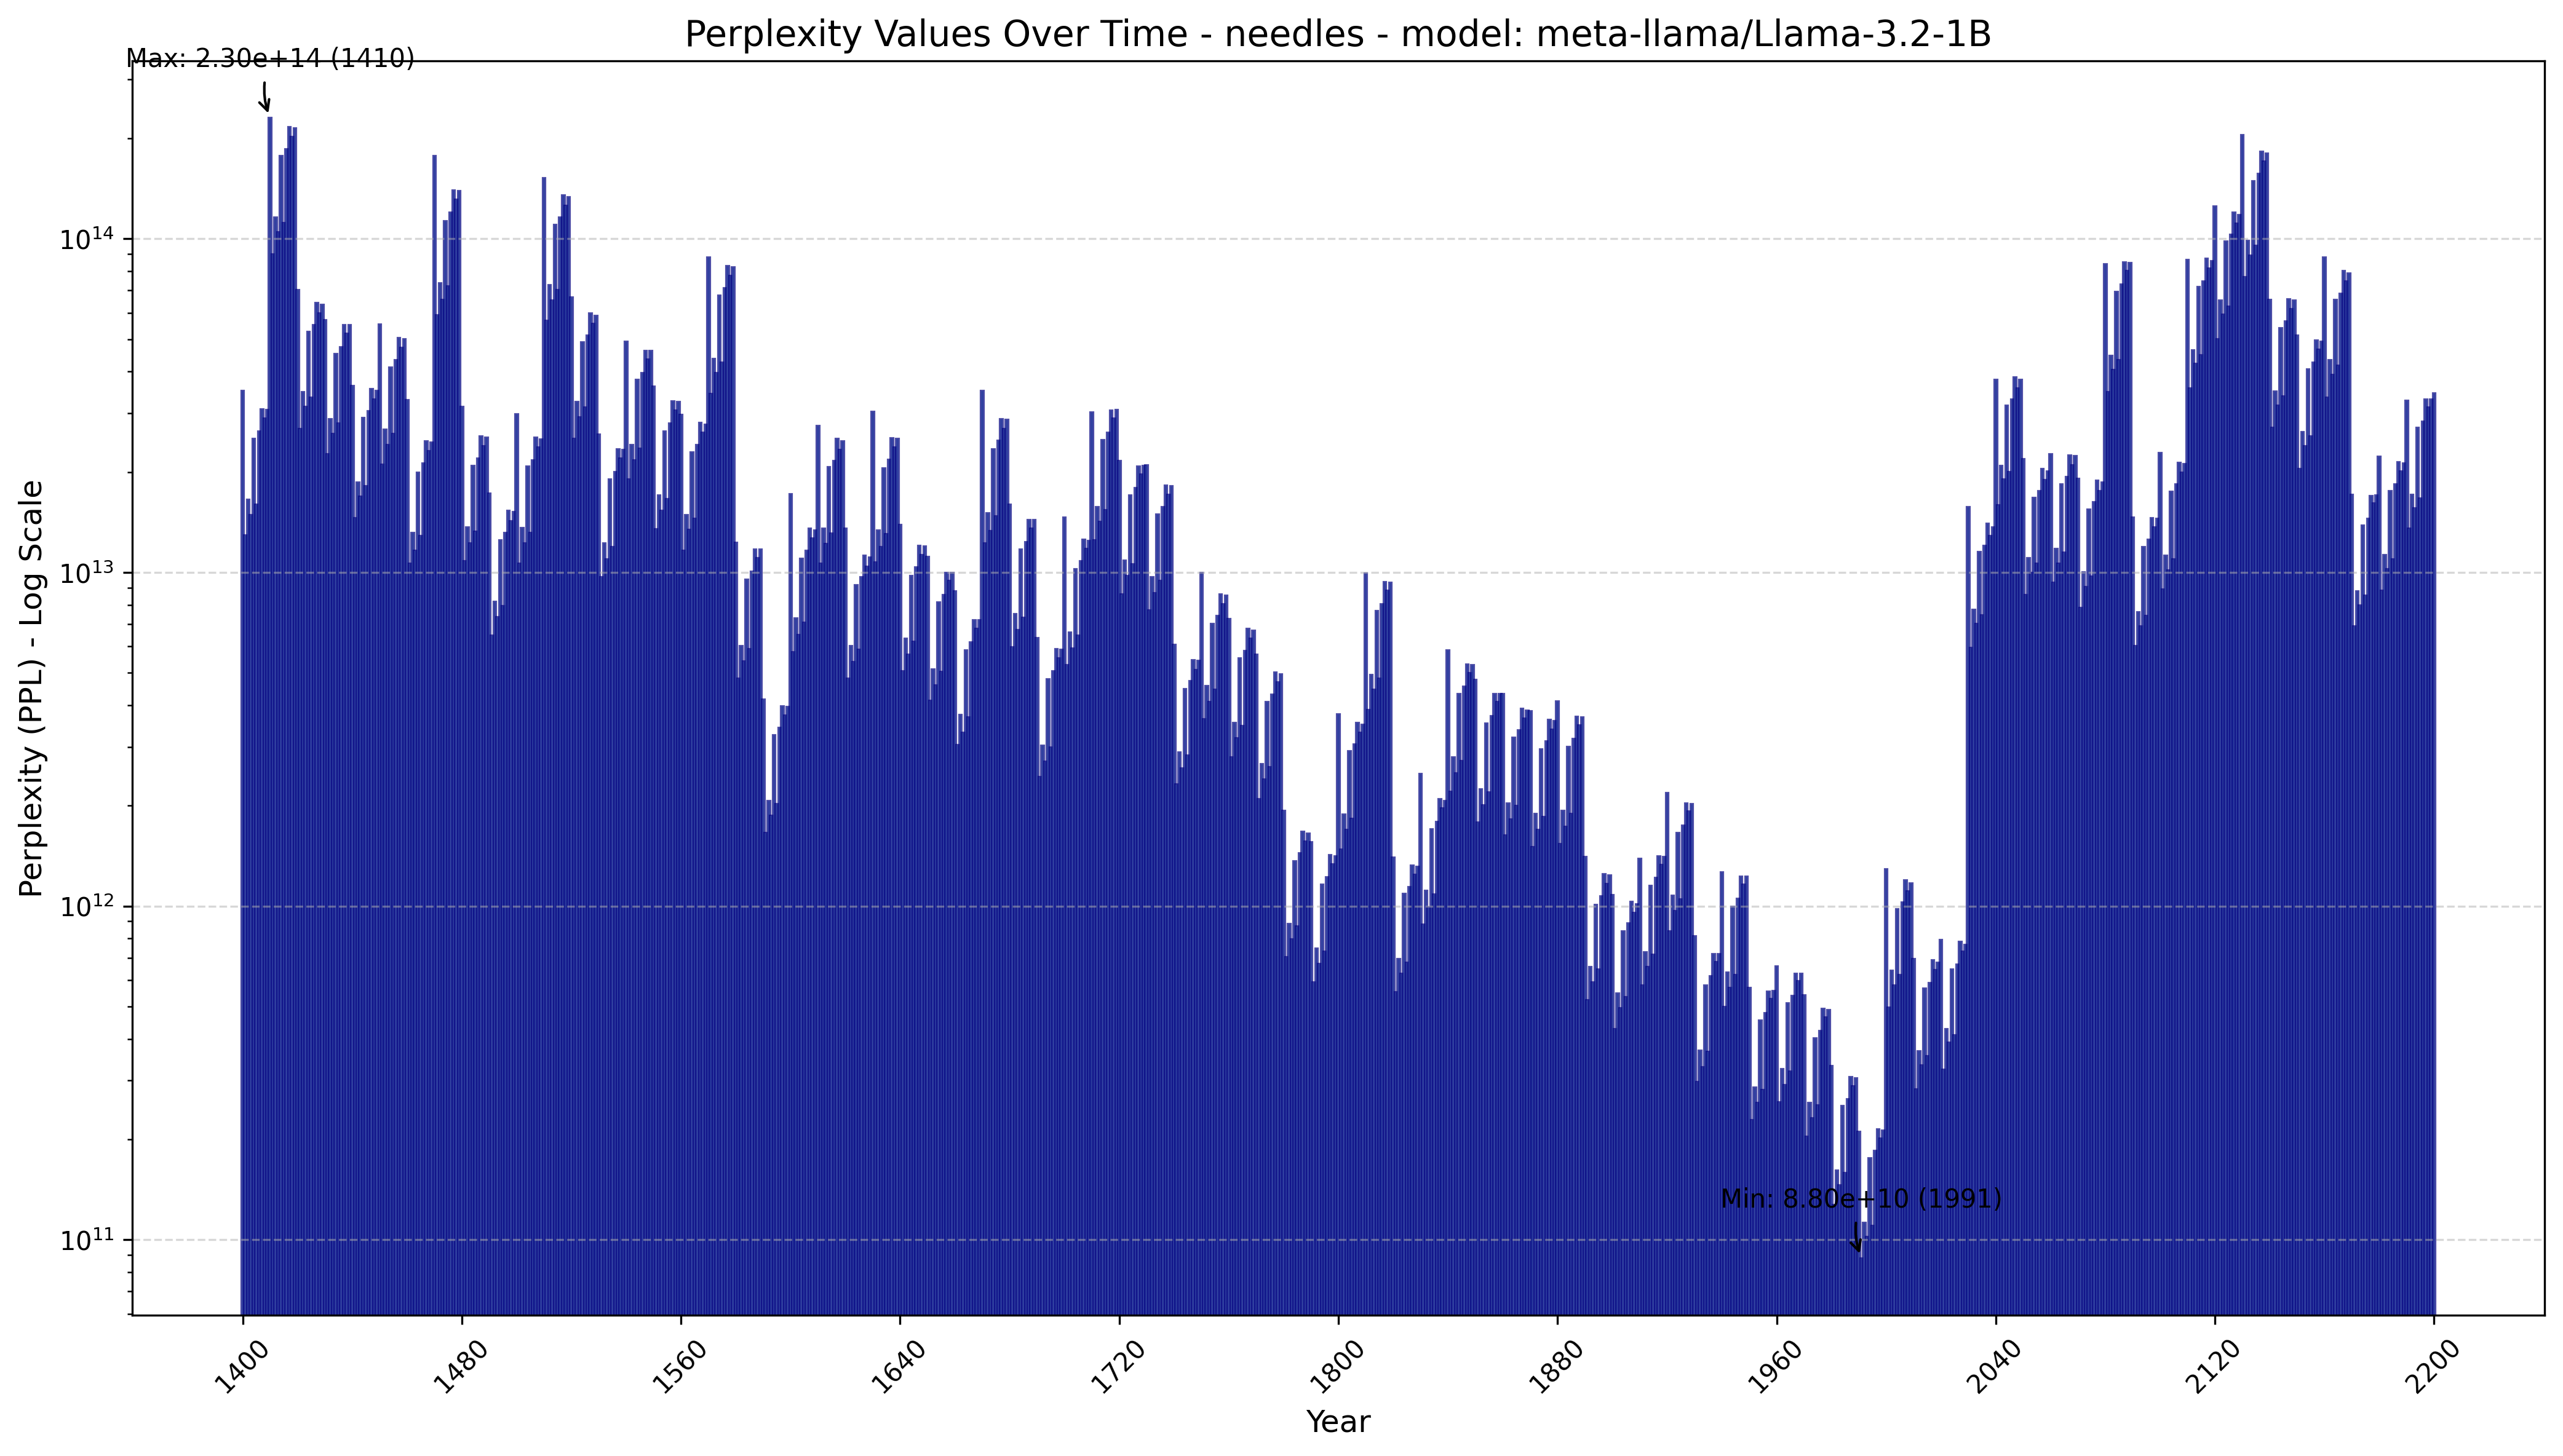 Perplexity Values Over Time - needles - model: meta-llama/Llama-3.2-1B
Max: 2.30e+14 (1410)
Perplexity (PPL) - Log Scale
10^14
10^13
10^12
10^11
Min: 8.80e+10 (1991)
1400 1480 1560 1640 1720 1800 1880 1960 2040 2120 2200
Year